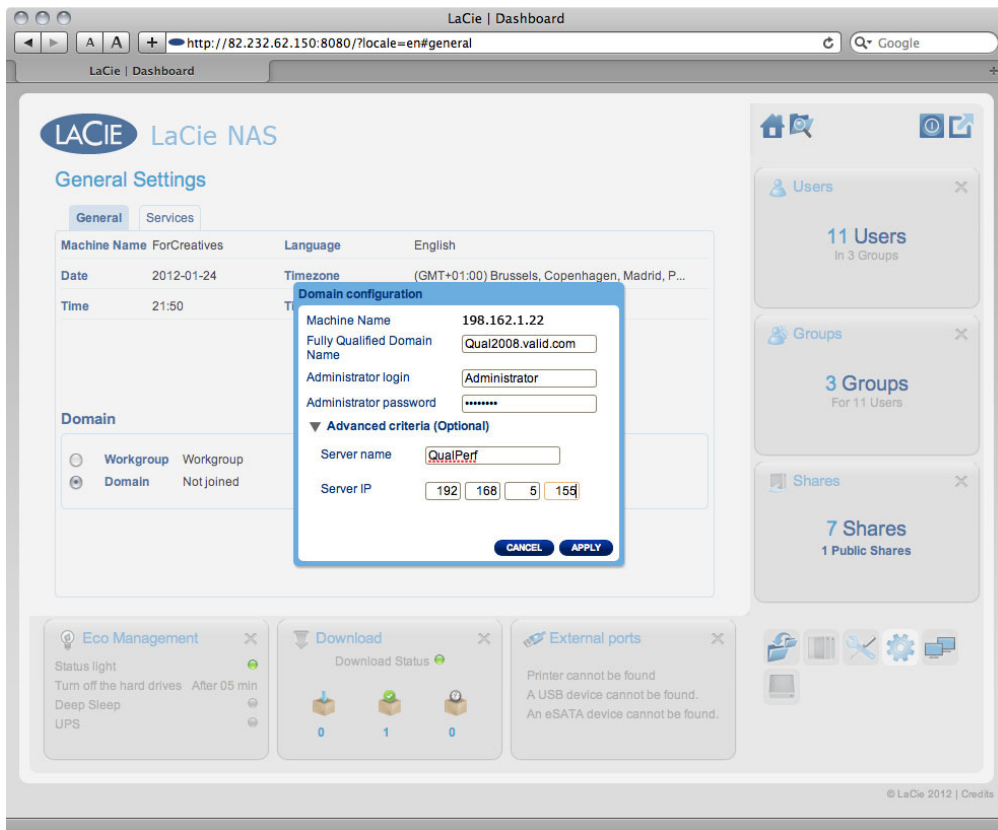 LaCie | Dashboard
A A + http://82.232.62.150:8080/?locale=en#general Google
LaCie | Dashboard
LACIE LaCie NAS
General Settings
General Services
Machine Name ForCreatives Language English
Date 2012-01-24 Timezone (GMT+01:00) Brussels, Copenhagen, Madrid, P...
Time 21:50
Domain configuration
Machine Name 198.162.1.22
Fully Qualified Domain Name Qual2008.valid.com
Administrator login Administrator
Administrator password ••••••••
Advanced criteria (Optional)
Server name QualPerf
Server IP 192 168 5 155
CANCEL APPLY
Domain
Workgroup Workgroup
Domain Not joined
Users
11 Users
In 3 Groups
Groups
3 Groups
For 11 Users
Shares
7 Shares
1 Public Shares
Eco Management
Status light
Turn off the hard drives After 05 min
Deep Sleep
UPS
Download
Download Status
0 1 0
External ports
Printer cannot be found
A USB device cannot be found.
An eSATA device cannot be found.
© LaCie 2012 | Credits